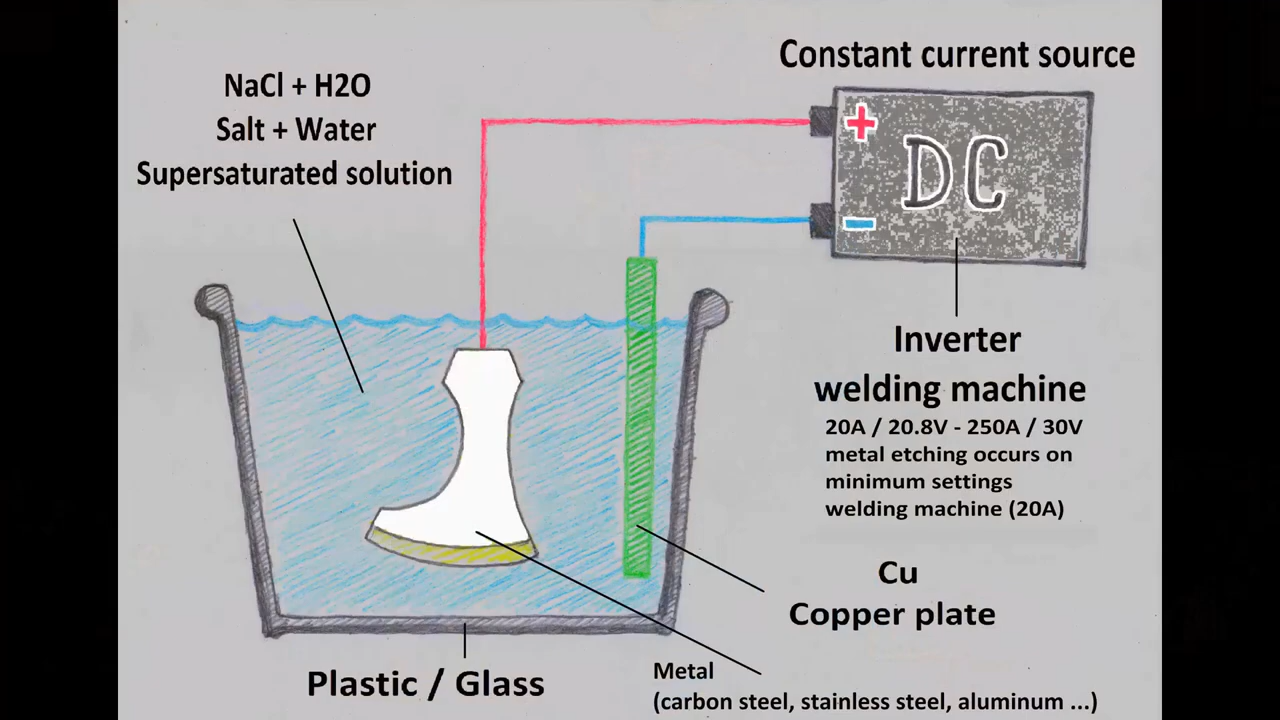 Constant current source
NaCl + H2O
Salt + Water
Supersaturated solution
+
DC
−
Inverter
welding machine
20A / 20.8V - 250A / 30V
metal etching occurs on
minimum settings
welding machine (20A)
Cu
Copper plate
Plastic / Glass
Metal
(carbon steel, stainless steel, aluminum ...)